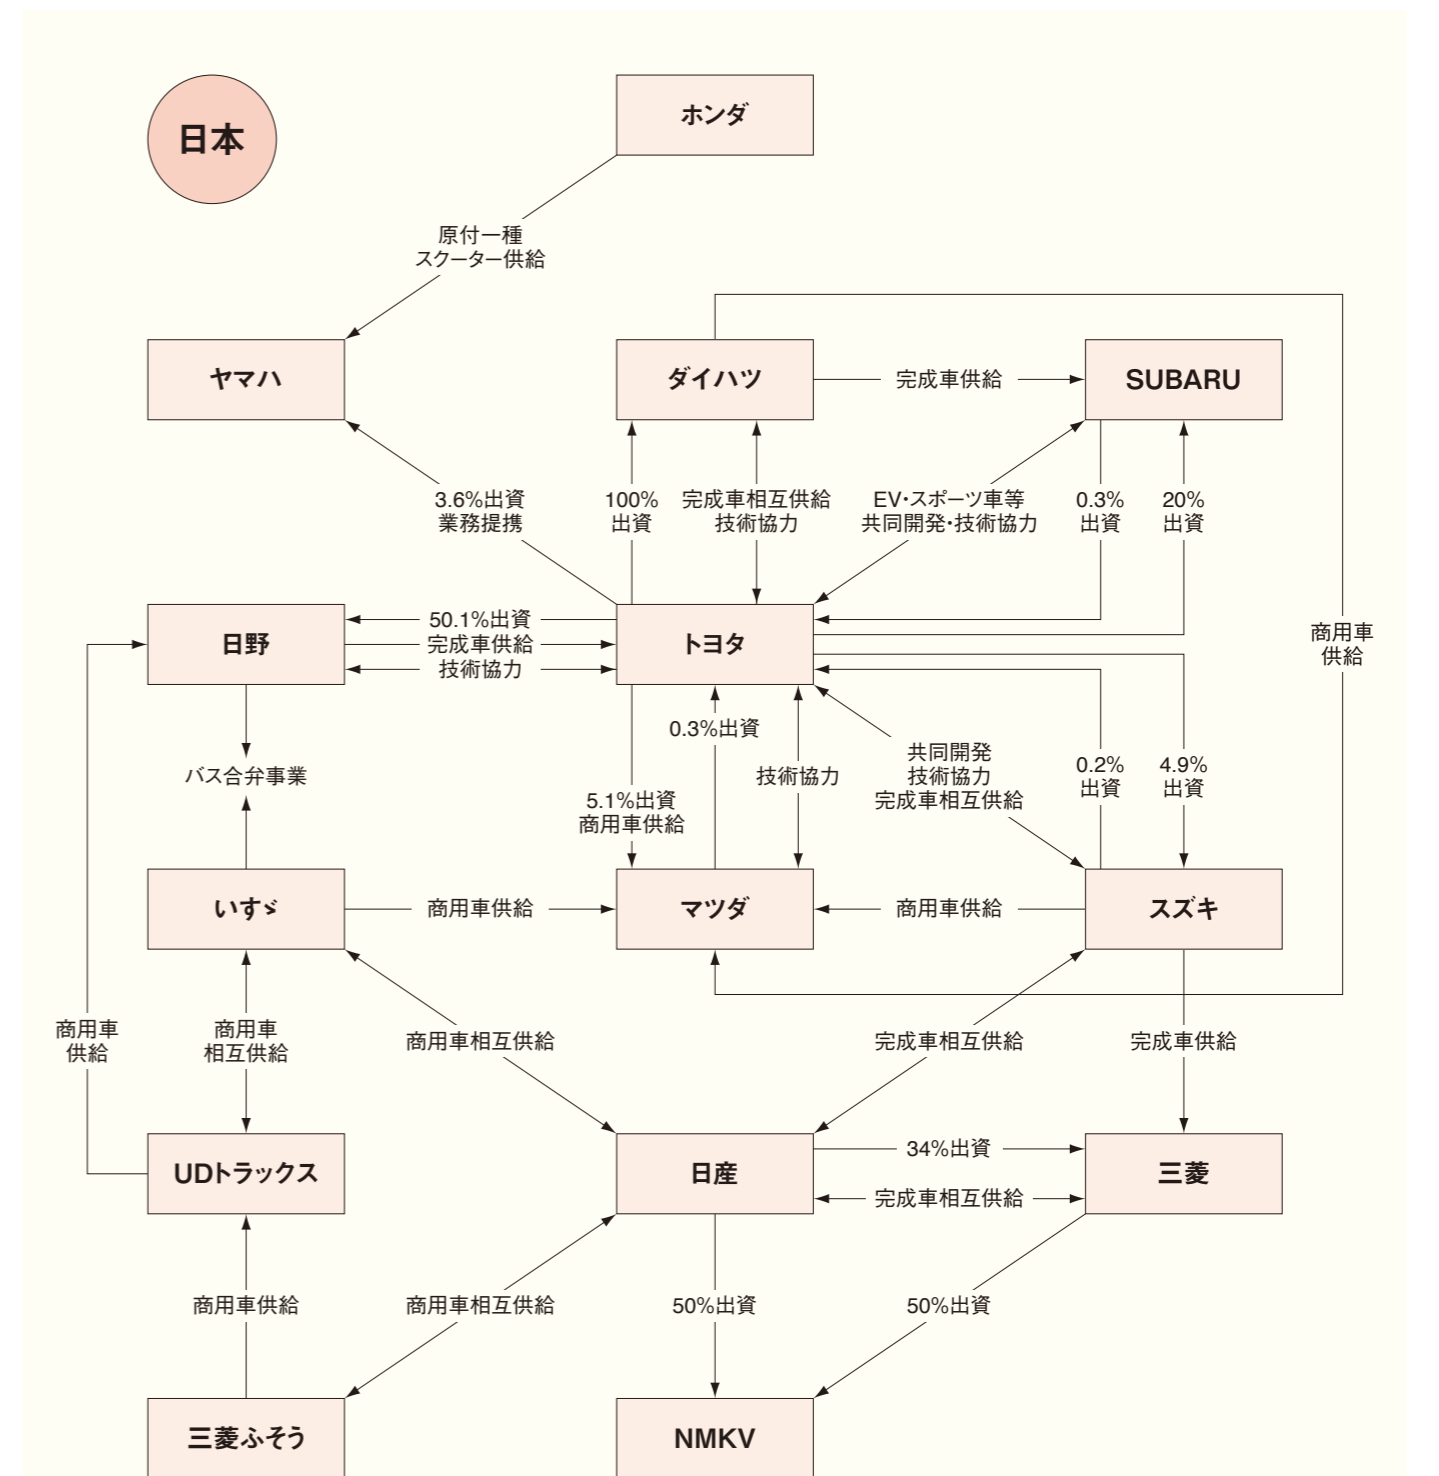 日本
ホンダ
原付一種
スクーター供給
ヤマハ
ダイハツ
完成車供給
SUBARU
3.6%出資
業務提携
100%
出資
完成車相互供給
技術協力
EV・スポーツ車等
共同開発・技術協力
0.3%
出資
20%
出資
日野
50.1%出資
完成車供給
技術協力
トヨタ
商用車
供給
バス合弁事業
5.1%出資
商用車供給
0.3%出資
技術協力
共同開発
技術協力
完成車相互供給
0.2%
出資
4.9%
出資
いすゞ
商用車供給
マツダ
商用車供給
スズキ
商用車
供給
商用車
相互供給
商用車相互供給
完成車相互供給
完成車供給
UDトラックス
日産
34%出資
完成車相互供給
三菱
商用車供給
商用車相互供給
50%出資
50%出資
三菱ふそう
NMKV